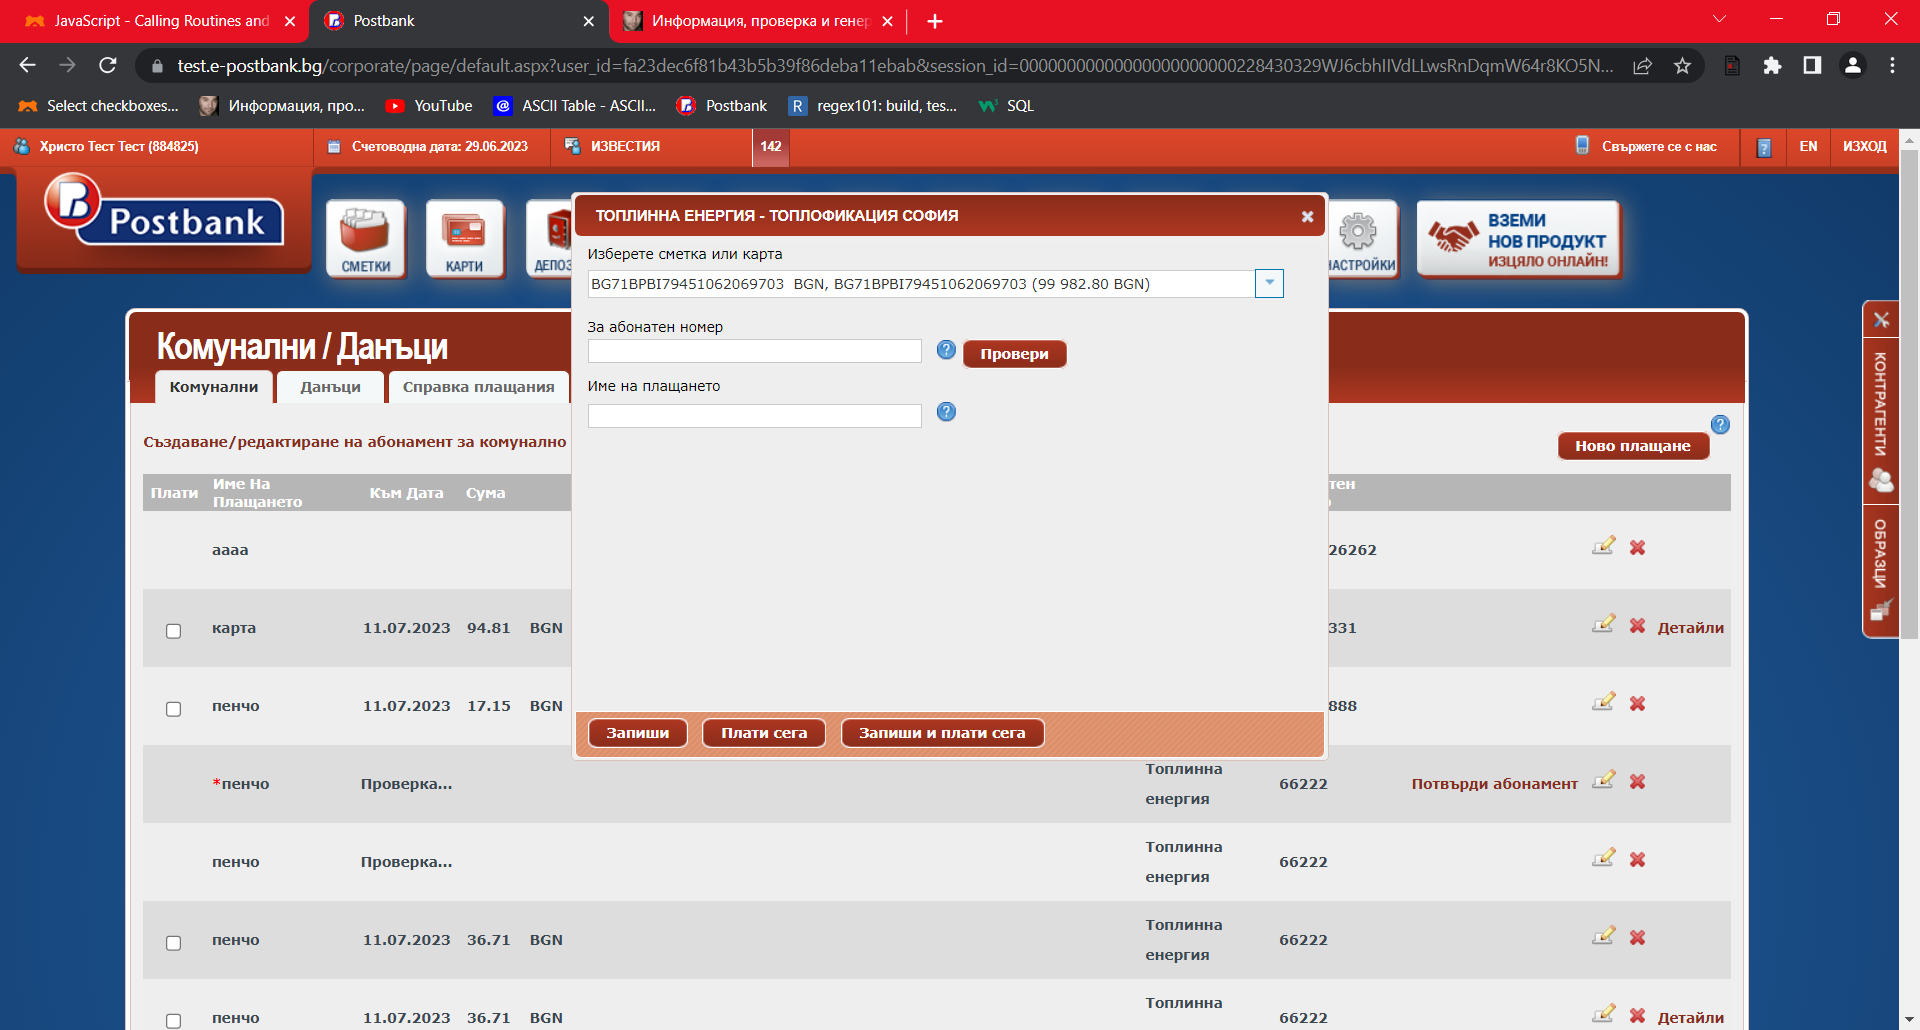 JavaScript - Calling Routines and
Postbank
Информация, проверка и генер
test.e-postbank.bg/corporate/page/default.aspx?user_id=fa23dec6f81b43b5b39f86deba11ebab&session_id=
Select checkboxes...
Информация, про...
YouTube
ASCII Table - ASCII...
Postbank
regex101: build, tes...
SQL
Христо Тест Тест (884825)
Счетоводна дата: 29.06.2023
ИЗВЕСТИЯ
142
Свържете се с нас
EN
ИЗХОД
Postbank
СМЕТКИ
КАРТИ
ДЕПОЗ
АСТРОЙКИ
ВЗЕМИ
НОВ ПРОДУКТ
ИЗЦЯЛО ОНЛАЙН!
ТОПЛИННА ЕНЕРГИЯ - ТОПЛОФИКАЦИЯ СОФИЯ
Изберете сметка или карта
BG71BPBI79451062069703 BGN, BG71BPBI79451062069703 (99 982.80 BGN)
За абонатен номер
Провери
Име на плащането
Запиши
Плати сега
Запиши и плати сега
Комунални / Данъци
Комунални
Данъци
Справка плащания
Създаване/редактиране на абонамент за комунално
Ново плащане
КОНТРАГЕНТИ
ОБРАЗЦИ
Плати
Име На
Плащането
Към Дата
Сума
тен
аааа
26262
карта 11.07.2023 94.81 BGN 331 Детайли
пенчо 11.07.2023 17.15 BGN 888
*пенчо Проверка... Топлинна енергия 66222 Потвърди абонамент
пенчо Проверка... Топлинна енергия 66222
пенчо 11.07.2023 36.71 BGN Топлинна енергия 66222
пенчо 11.07.2023 36.71 BGN Топлинна 66222 Детайли